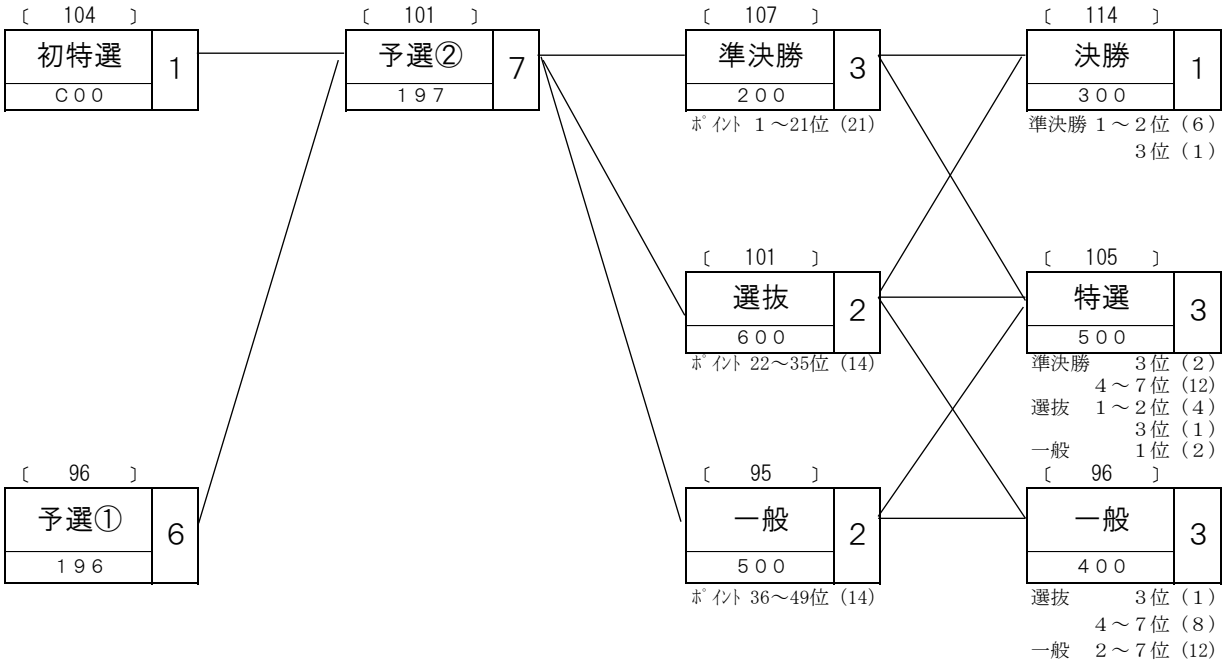 〔 104 〕
初特選 1
C００
〔 101 〕
予選② 7
１９７
〔 107 〕
準決勝 3
２００
ﾎﾟｲﾝﾄ 1～21位 (21)
〔 114 〕
決勝 1
３００
準決勝 1～2位（6）
3位（1）
〔 101 〕
選抜 2
６００
ﾎﾟｲﾝﾄ 22～35位 (14)
〔 105 〕
特選 3
５００
準決勝 3位（2）
4～7位 (12)
選抜 1～2位（4）
3位（1）
一般 1位（2）
〔 96 〕
予選① 6
１９６
〔 95 〕
一般 2
５００
ﾎﾟｲﾝﾄ 36～49位 (14)
〔 96 〕
一般 3
４００
選抜 3位（1）
4～7位（8）
一般 2～7位 (12)